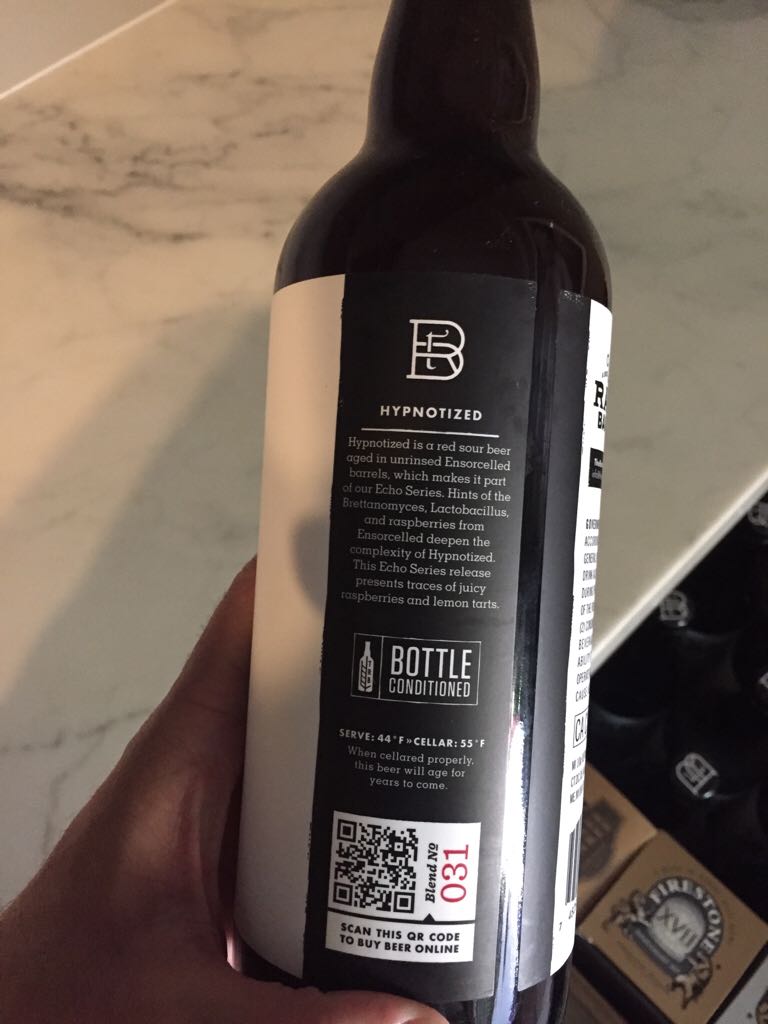 HYPNOTIZED
Hypnotized is a red sour beer
aged in unrinsed Ensorcelled
barrels, which makes it part
of our Echo Series. Hints of the
Brettanomyces, Lactobacillus,
and raspberries from
Ensorcelled deepen the
complexity of Hypnotized.
This Echo Series release
presents traces of juicy
raspberries and lemon tarts.
BOTTLE
CONDITIONED
SERVE: 44°F » CELLAR: 55°F
When cellared properly,
this beer will age for
years to come.
Blend No
031
SCAN THIS QR CODE
TO BUY BEER ONLINE
CA
FIRESTONE
XVII